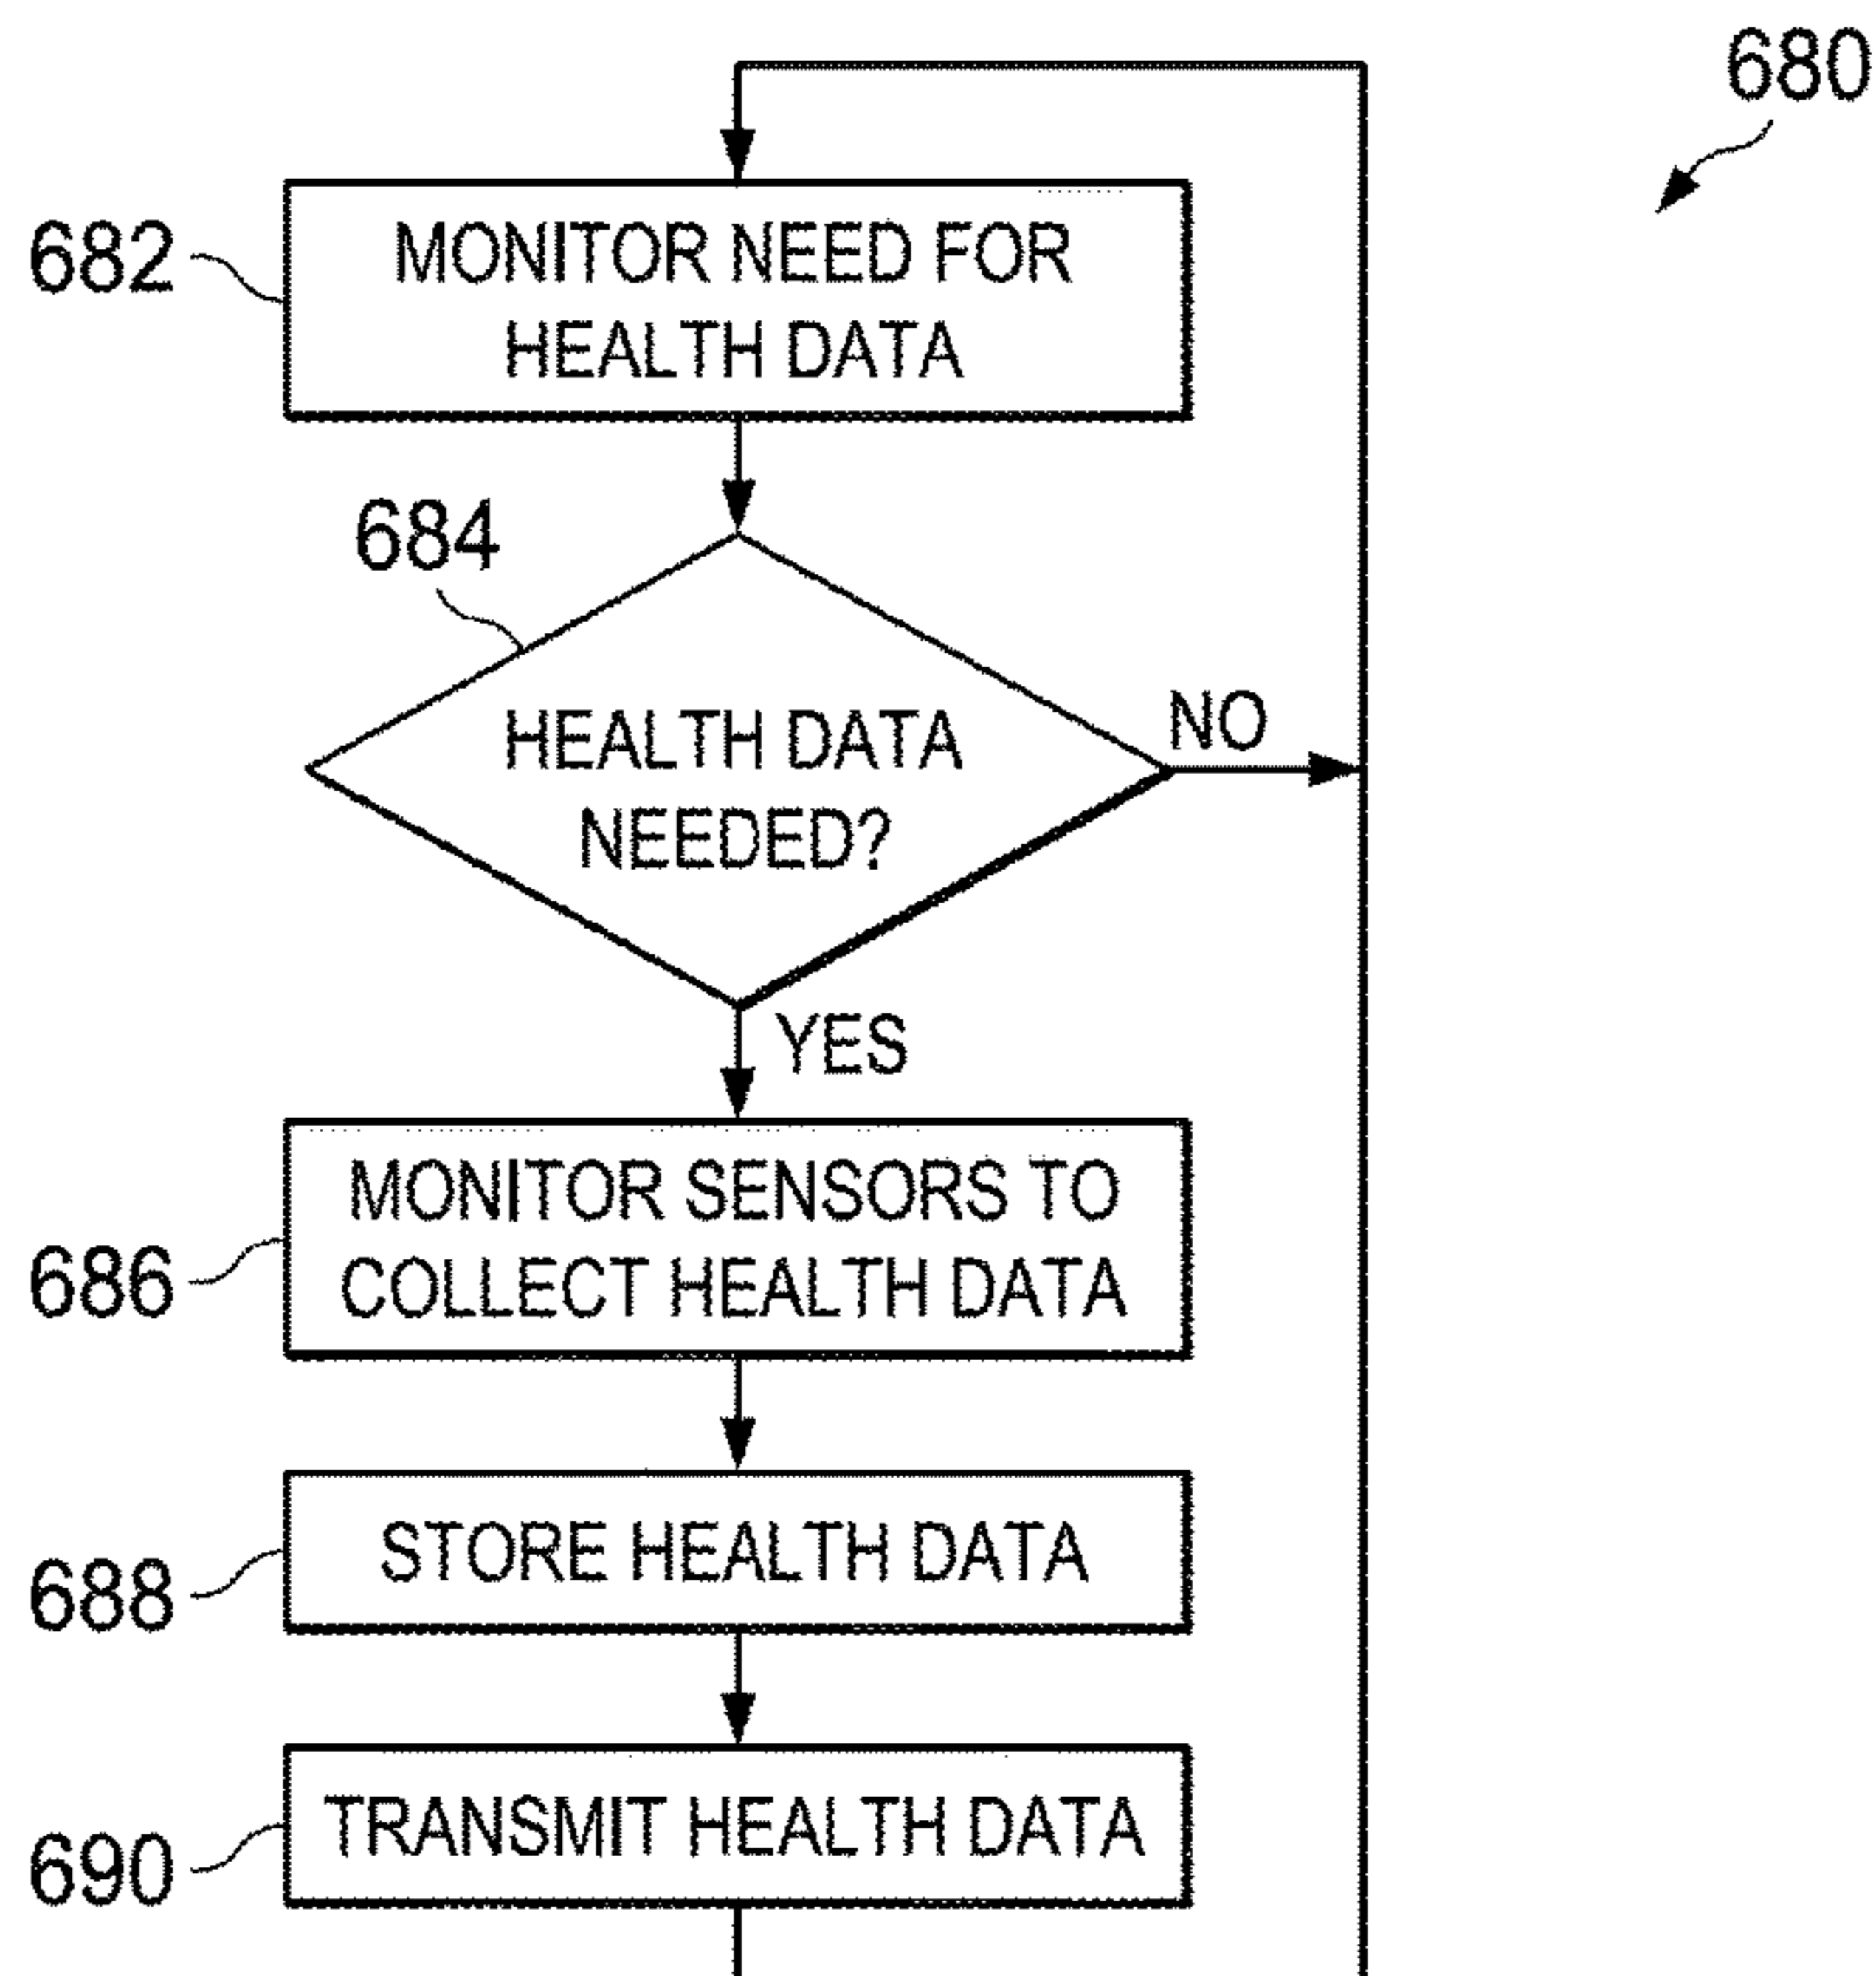 680
682
MONITOR NEED FOR
HEALTH DATA
684
HEALTH DATA
NEEDED?
NO
YES
686
MONITOR SENSORS TO
COLLECT HEALTH DATA
688
STORE HEALTH DATA
690
TRANSMIT HEALTH DATA